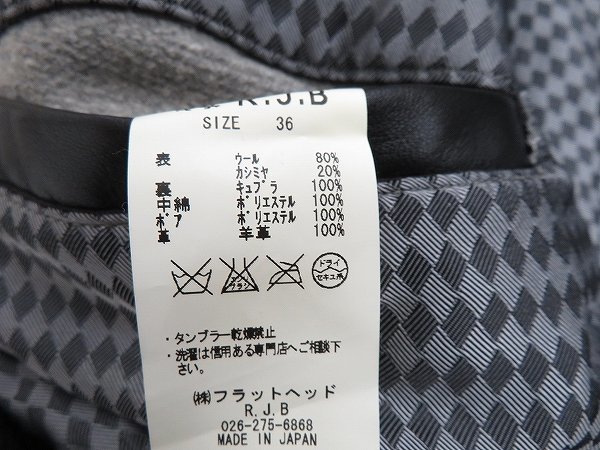 R.J.B
SIZE 36
表 ウール 80%
カシミヤ 20%
裏 キュプラ 100%
中綿 ポリエステル 100%
ボア ポリエステル 100%
革 羊革 100%
ドライ
セキユ系
・タンブラー乾燥禁止
・洗濯は信用ある専門店へご相談下
さい。
(株)フラットヘッド
R.J.B
026-275-6868
MADE IN JAPAN